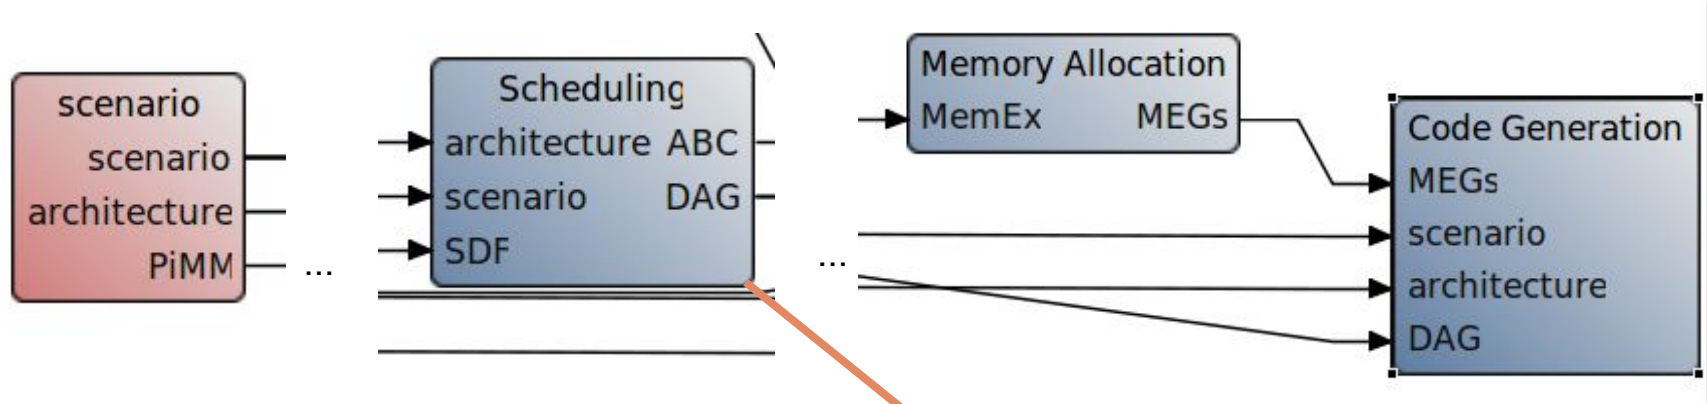 scenario
scenario
architecture
PiMM
...
Scheduling
architecture ABC
scenario DAG
SDF
...
Memory Allocation
MemEx MEGs
Code Generation
MEGs
scenario
architecture
DAG